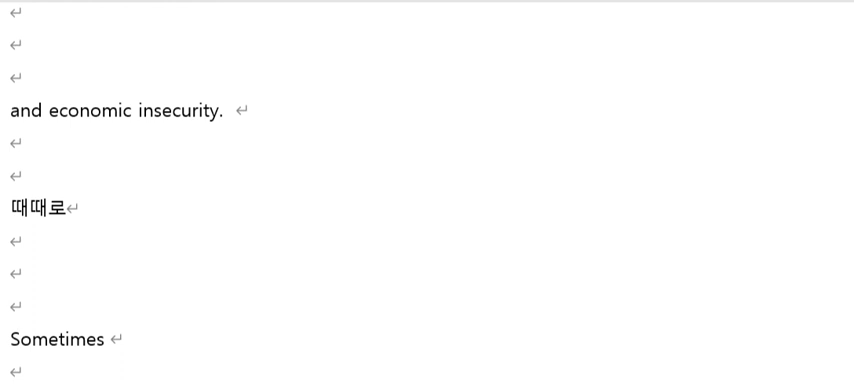 and economic insecurity.
때때로
Sometimes